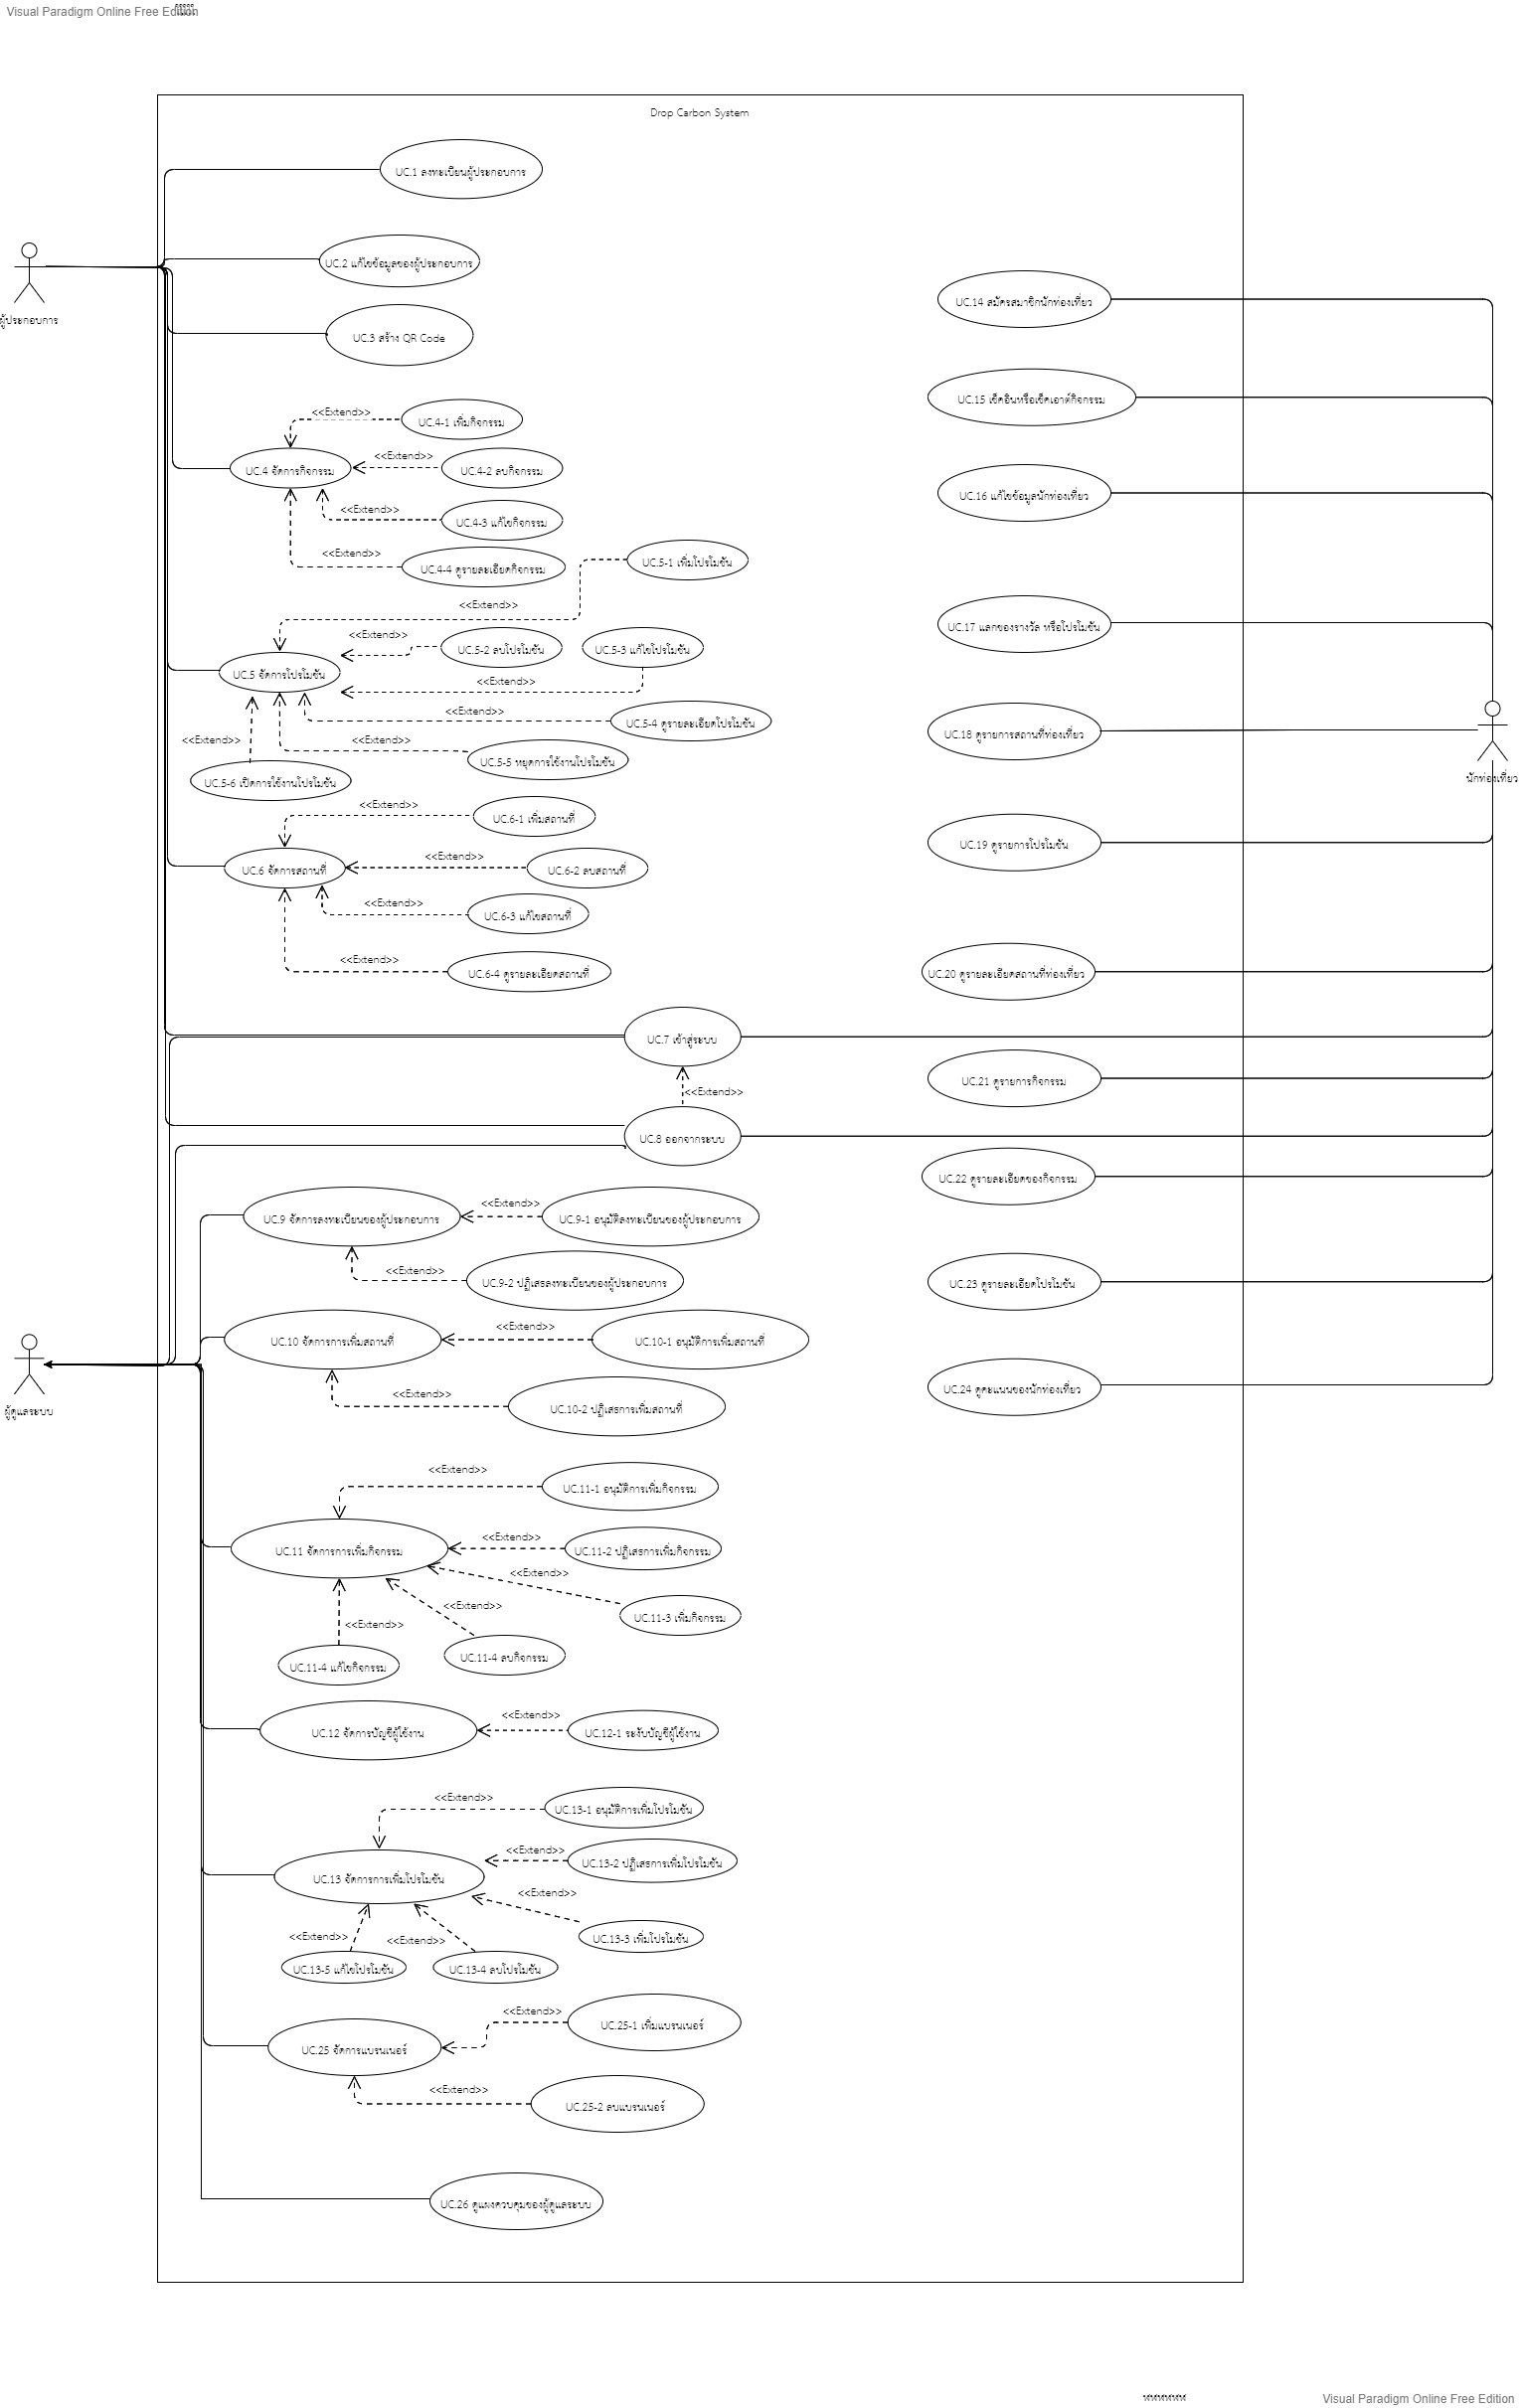 Visual Paradigm Online Free Edition
Drop Carbon System
UC.1 ลงทะเบียนผู้ประกอบการ
UC.2 แก้ไขข้อมูลของผู้ประกอบการ
ผู้ประกอบการ
UC.14 สมัครสมาชิกนักท่องเที่ยว
UC.3 สร้าง QR Code
UC.15 เช็คอินหรือเช็คเอาต์กิจกรรม
<<Extend>>
UC.4-1 เพิ่มกิจกรรม
<<Extend>>
UC.4 จัดการกิจกรรม
UC.4-2 ลบกิจกรรม
UC.16 แก้ไขข้อมูลนักท่องเที่ยว
<<Extend>>
UC.4-3 แก้ไขกิจกรรม
<<Extend>>
UC.4-4 ดูรายละเอียดกิจกรรม
UC.5-1 เพิ่มโปรโมชัน
<<Extend>>
UC.17 แลกของรางวัล หรือโปรโมชัน
<<Extend>>
UC.5-2 ลบโปรโมชัน
UC.5-3 แก้ไขโปรโมชัน
UC.5 จัดการโปรโมชัน
<<Extend>>
<<Extend>>
UC.5-4 ดูรายละเอียดโปรโมชัน
UC.18 ดูรายการสถานที่ท่องเที่ยว
<<Extend>>
<<Extend>>
UC.5-5 หยุดการใช้งานโปรโมชัน
นักท่องเที่ยว
UC.5-6 เปิดการใช้งานโปรโมชัน
<<Extend>>
UC.6-1 เพิ่มสถานที่
UC.19 ดูรายการโปรโมชัน
<<Extend>>
UC.6 จัดการสถานที่
UC.6-2 ลบสถานที่
<<Extend>>
UC.6-3 แก้ไขสถานที่
<<Extend>>
UC.6-4 ดูรายละเอียดสถานที่
UC.20 ดูรายละเอียดสถานที่ท่องเที่ยว
UC.7 เข้าสู่ระบบ
UC.21 ดูรายการกิจกรรม
<<Extend>>
UC.8 ออกจากระบบ
UC.22 ดูรายละเอียดของกิจกรรม
<<Extend>>
UC.9 จัดการลงทะเบียนของผู้ประกอบการ
UC.9-1 อนุมัติลงทะเบียนของผู้ประกอบการ
<<Extend>>
UC.9-2 ปฏิเสธลงทะเบียนของผู้ประกอบการ
UC.23 ดูรายละเอียดโปรโมชัน
<<Extend>>
UC.10 จัดการการเพิ่มสถานที่
UC.10-1 อนุมัติการเพิ่มสถานที่
<<Extend>>
UC.24 ดูคะแนนของนักท่องเที่ยว
ผู้ดูแลระบบ
UC.10-2 ปฏิเสธการเพิ่มสถานที่
<<Extend>>
UC.11-1 อนุมัติการเพิ่มกิจกรรม
<<Extend>>
UC.11 จัดการการเพิ่มกิจกรรม
UC.11-2 ปฏิเสธการเพิ่มกิจกรรม
<<Extend>>
<<Extend>>
UC.11-3 เพิ่มกิจกรรม
<<Extend>>
UC.11-4 ลบกิจกรรม
UC.11-4 แก้ไขกิจกรรม
<<Extend>>
UC.12 จัดการบัญชีผู้ใช้งาน
UC.12-1 ระงับบัญชีผู้ใช้งาน
<<Extend>>
UC.13-1 อนุมัติการเพิ่มโปรโมชัน
<<Extend>>
UC.13-2 ปฏิเสธการเพิ่มโปรโมชัน
UC.13 จัดการการเพิ่มโปรโมชัน
<<Extend>>
<<Extend>>
<<Extend>>
UC.13-3 เพิ่มโปรโมชัน
UC.13-5 แก้ไขโปรโมชัน
UC.13-4 ลบโปรโมชัน
<<Extend>>
UC.25-1 เพิ่มแบรนเนอร์
UC.25 จัดการแบรนเนอร์
<<Extend>>
UC.25-2 ลบแบรนเนอร์
UC.26 ดูแผงควบคุมของผู้ดูแลระบบ
Visual Paradigm Online Free Edition